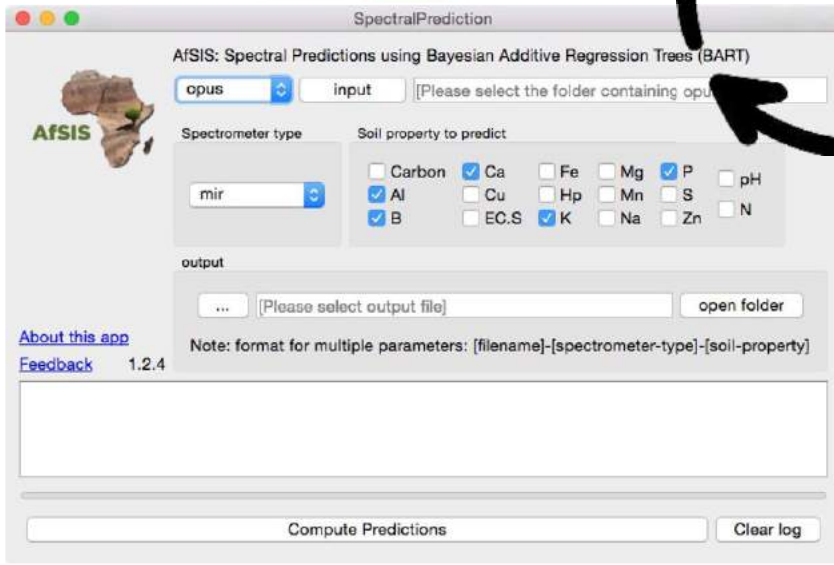 SpectralPrediction
AfSIS: Spectral Predictions using Bayesian Additive Regression Trees (BART)
opus input [Please select the folder containing
AfSIS
Spectrometer type Soil property to predict
Carbon Ca Fe Mg P pH
mir Al Cu Hp Mn S N
B EC.S K Na Zn
output
... [Please select output file] open folder
About this app
Note: format for multiple parameters: [filename]-[spectrometer-type]-[soil-property]
Feedback 1.2.4
Compute Predictions Clear log